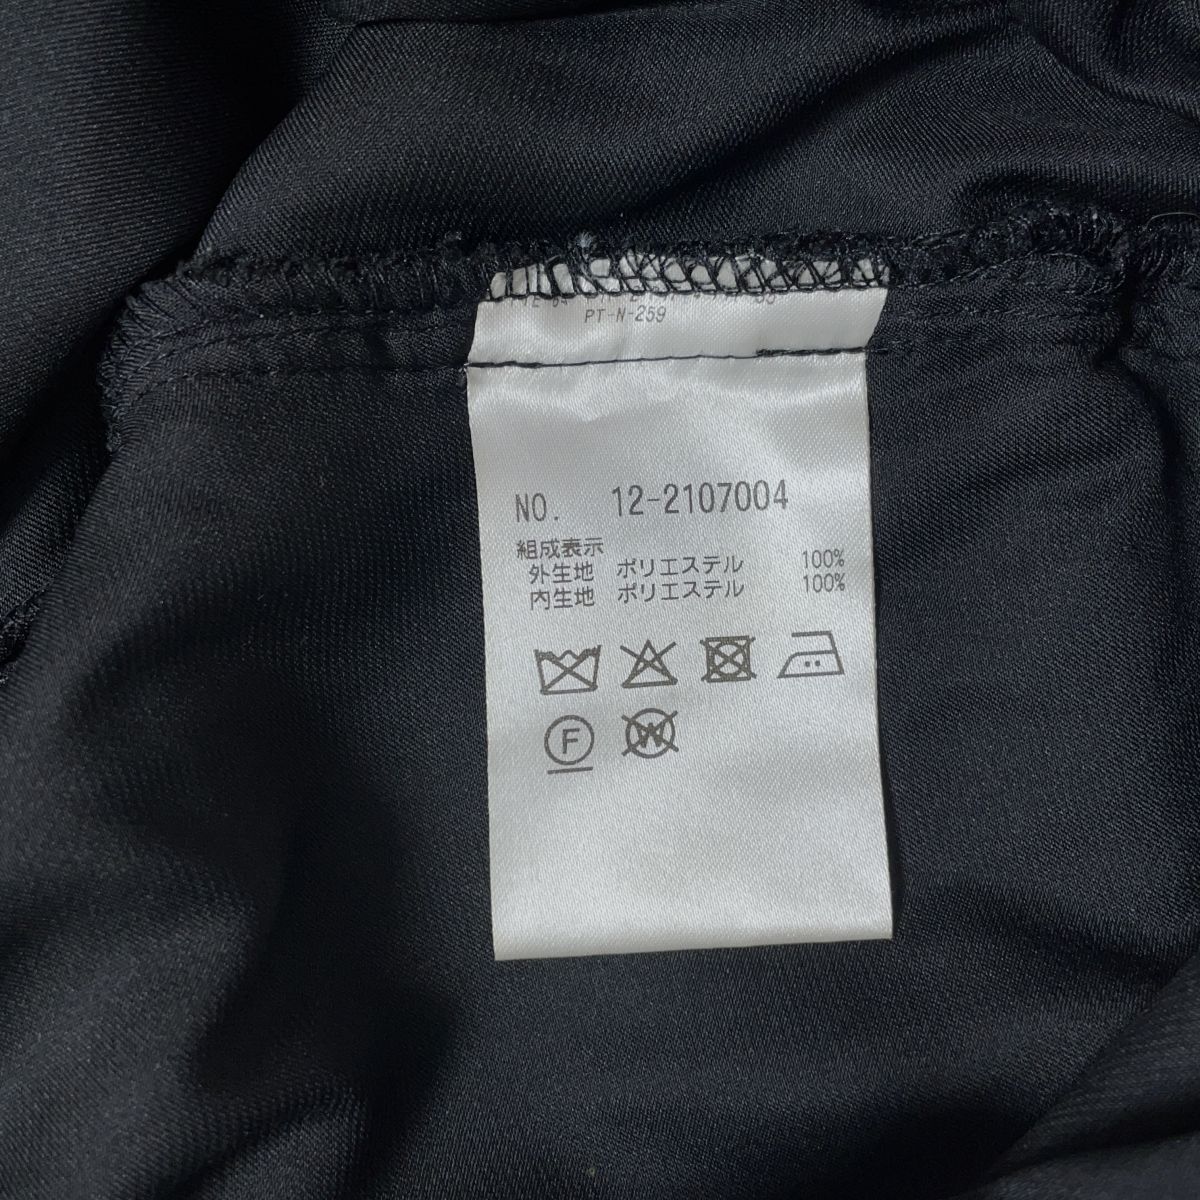 PT-N-259
NO. 12-2107004
組成表示
外生地 ポリエステル 100%
内生地 ポリエステル 100%
F
W